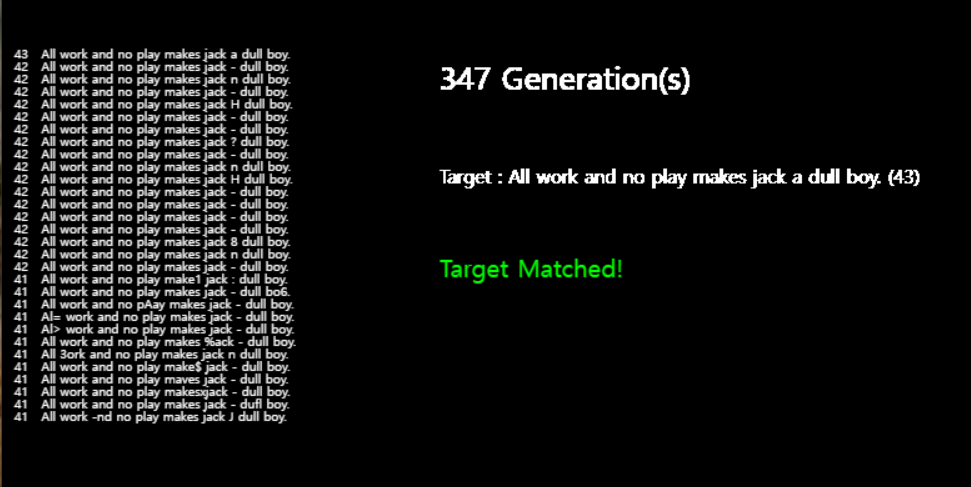 43 All work and no play makes jack a dull boy.
42 All work and no play makes jack - dull boy.
42 All work and no play makes jack n dull boy.
42 All work and no play makes jack - dull boy.
42 All work and no play makes jack H dull boy.
42 All work and no play makes jack - dull boy.
42 All work and no play makes jack - dull boy.
42 All work and no play makes jack ? dull boy.
42 All work and no play makes jack - dull boy.
42 All work and no play makes jack n dull boy.
42 All work and no play makes jack H dull boy.
42 All work and no play makes jack - dull boy.
42 All work and no play makes jack - dull boy.
42 All work and no play makes jack - dull boy.
42 All work and no play makes jack - dull boy.
42 All work and no play makes jack 8 dull boy.
42 All work and no play makes jack n dull boy.
42 All work and no play makes jack - dull boy.
41 All work and no play make1 jack : dull boy.
41 All work and no play makes jack - dull bo6.
41 All work and no pAay makes jack - dull boy.
41 Al= work and no play makes jack - dull boy.
41 Al> work and no play makes jack - dull boy.
41 All work and no play makes %ack - dull boy.
41 All 3ork and no play makes jack n dull boy.
41 All work and no play make$ jack - dull boy.
41 All work and no play maves jack - dull boy.
41 All work and no play makesxjack - dull boy.
41 All work and no play makes jack - dufl boy.
41 All work -nd no play makes jack J dull boy.
347 Generation(s)
Target : All work and no play makes jack a dull boy. (43)
Target Matched!